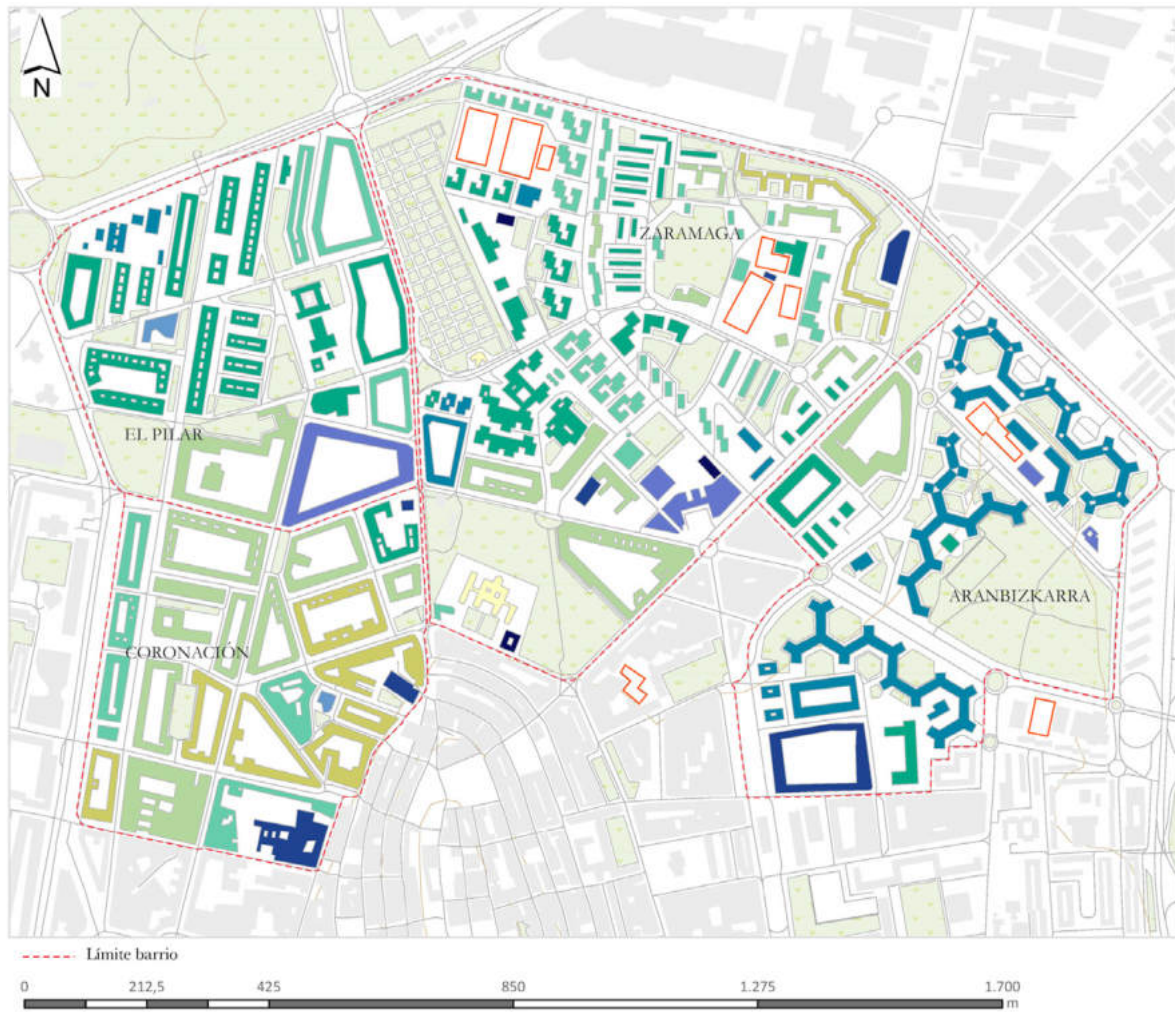 N
ZARAMAGA
EL PILAR
ARANBIZKARRA
CORONACIÓN
Límite barrio
0 212,5 425 850 1.275 1.700
m